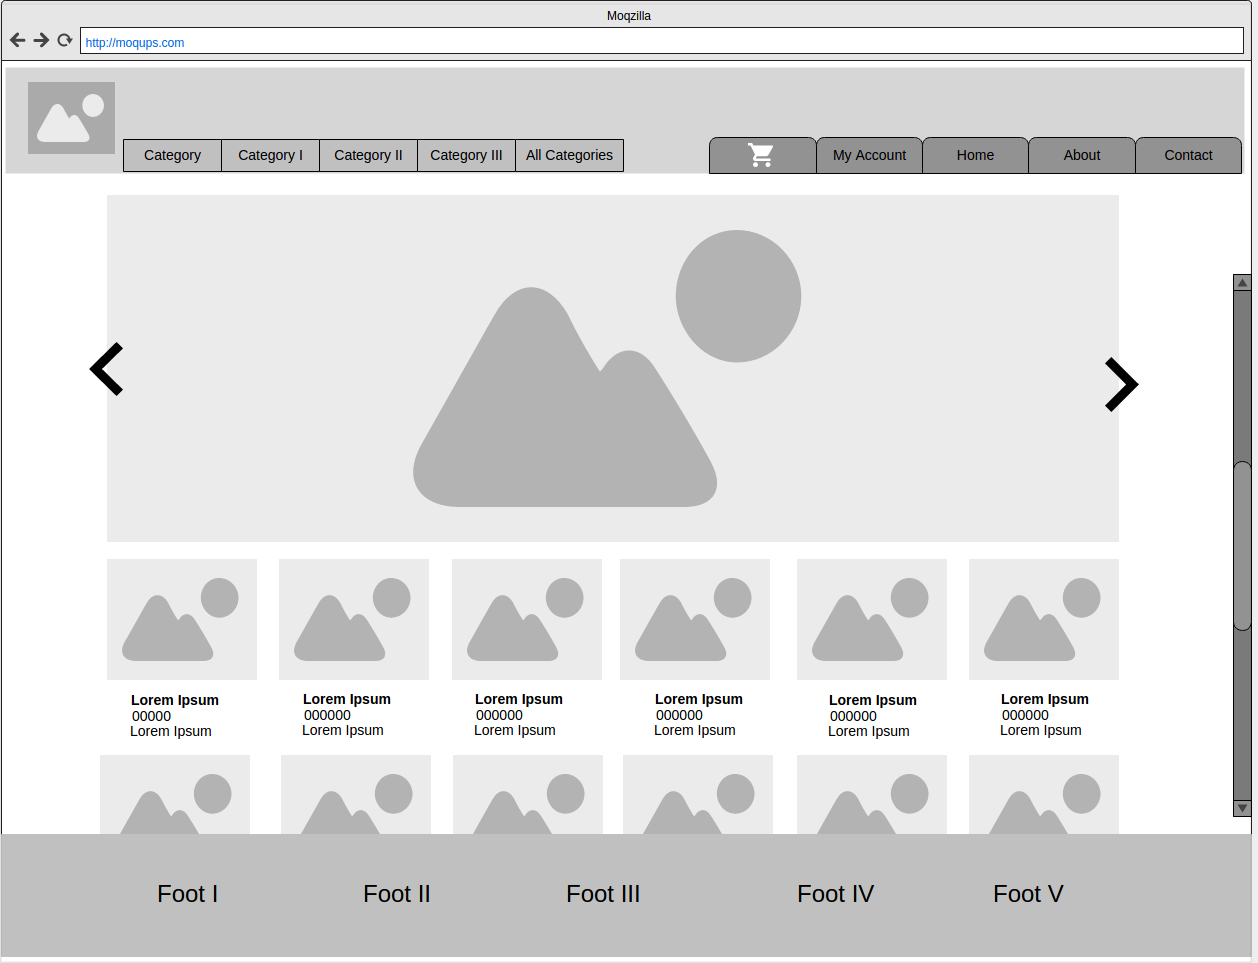 Moqzilla
http://moqups.com
Category Category I Category II Category III All Categories My Account Home About Contact
Lorem Ipsum Lorem Ipsum Lorem Ipsum Lorem Ipsum Lorem Ipsum Lorem Ipsum
00000 000000 000000 000000 000000 000000
Lorem Ipsum Lorem Ipsum Lorem Ipsum Lorem Ipsum Lorem Ipsum Lorem Ipsum
Foot I Foot II Foot III Foot IV Foot V